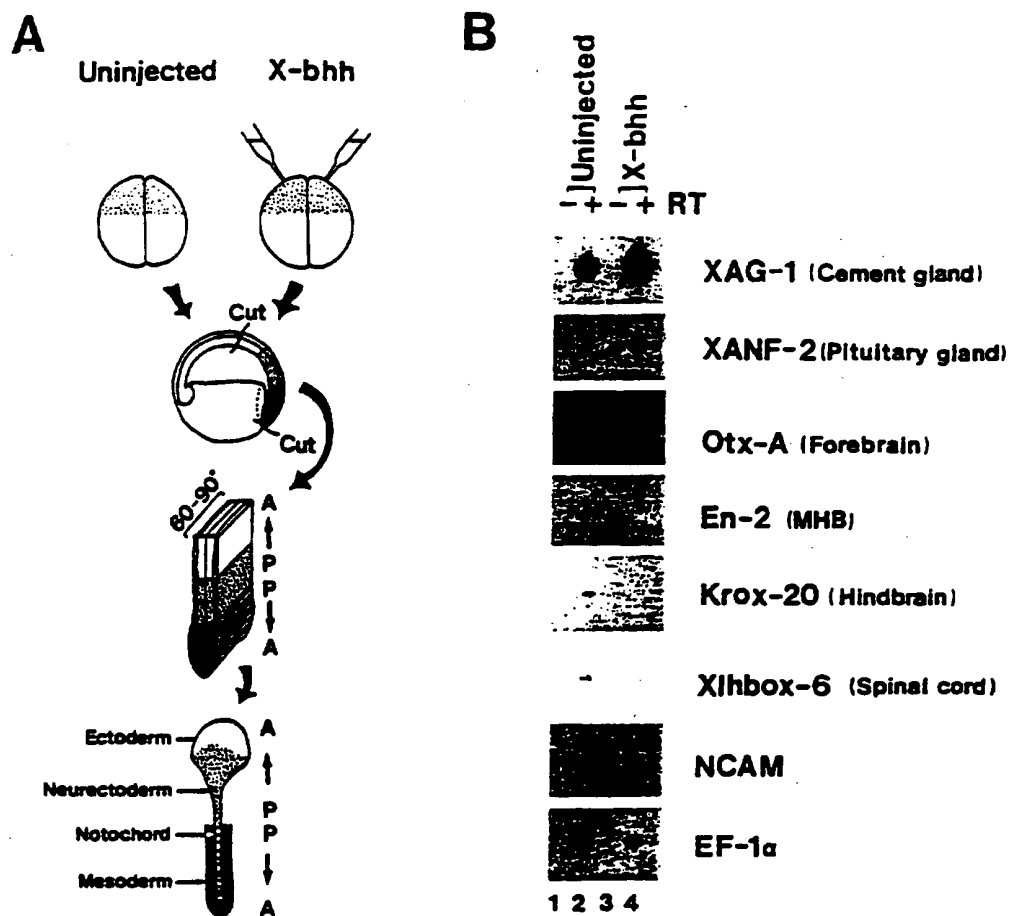 A
Uninjected X-bhh
Cut
Cut
60-90°
A
P
P
A
Ectoderm
Neurectoderm
Notochord
Mesoderm
A
P
P
A
B
Uninjected
X-bhh
- + - + RT
XAG-1 (Cement gland)
XANF-2 (Pituitary gland)
Otx-A (Forebrain)
En-2 (MHB)
Krox-20 (Hindbrain)
Xlhbox-6 (Spinal cord)
NCAM
EF-1α
1 2 3 4